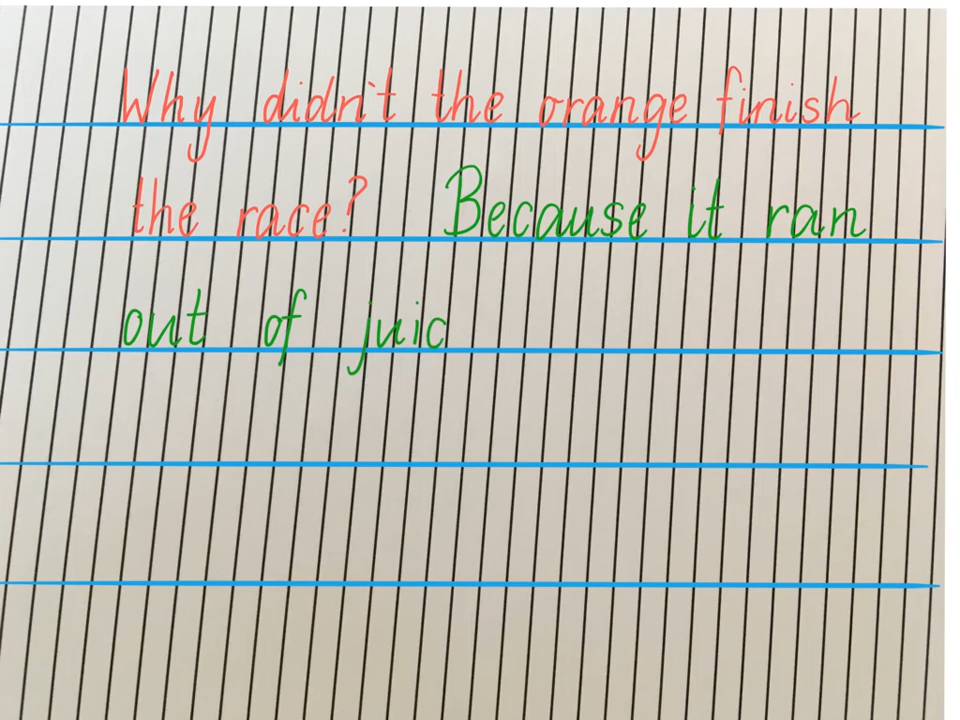 Why didn't the orange finish
the race? Because it ran
out of juic